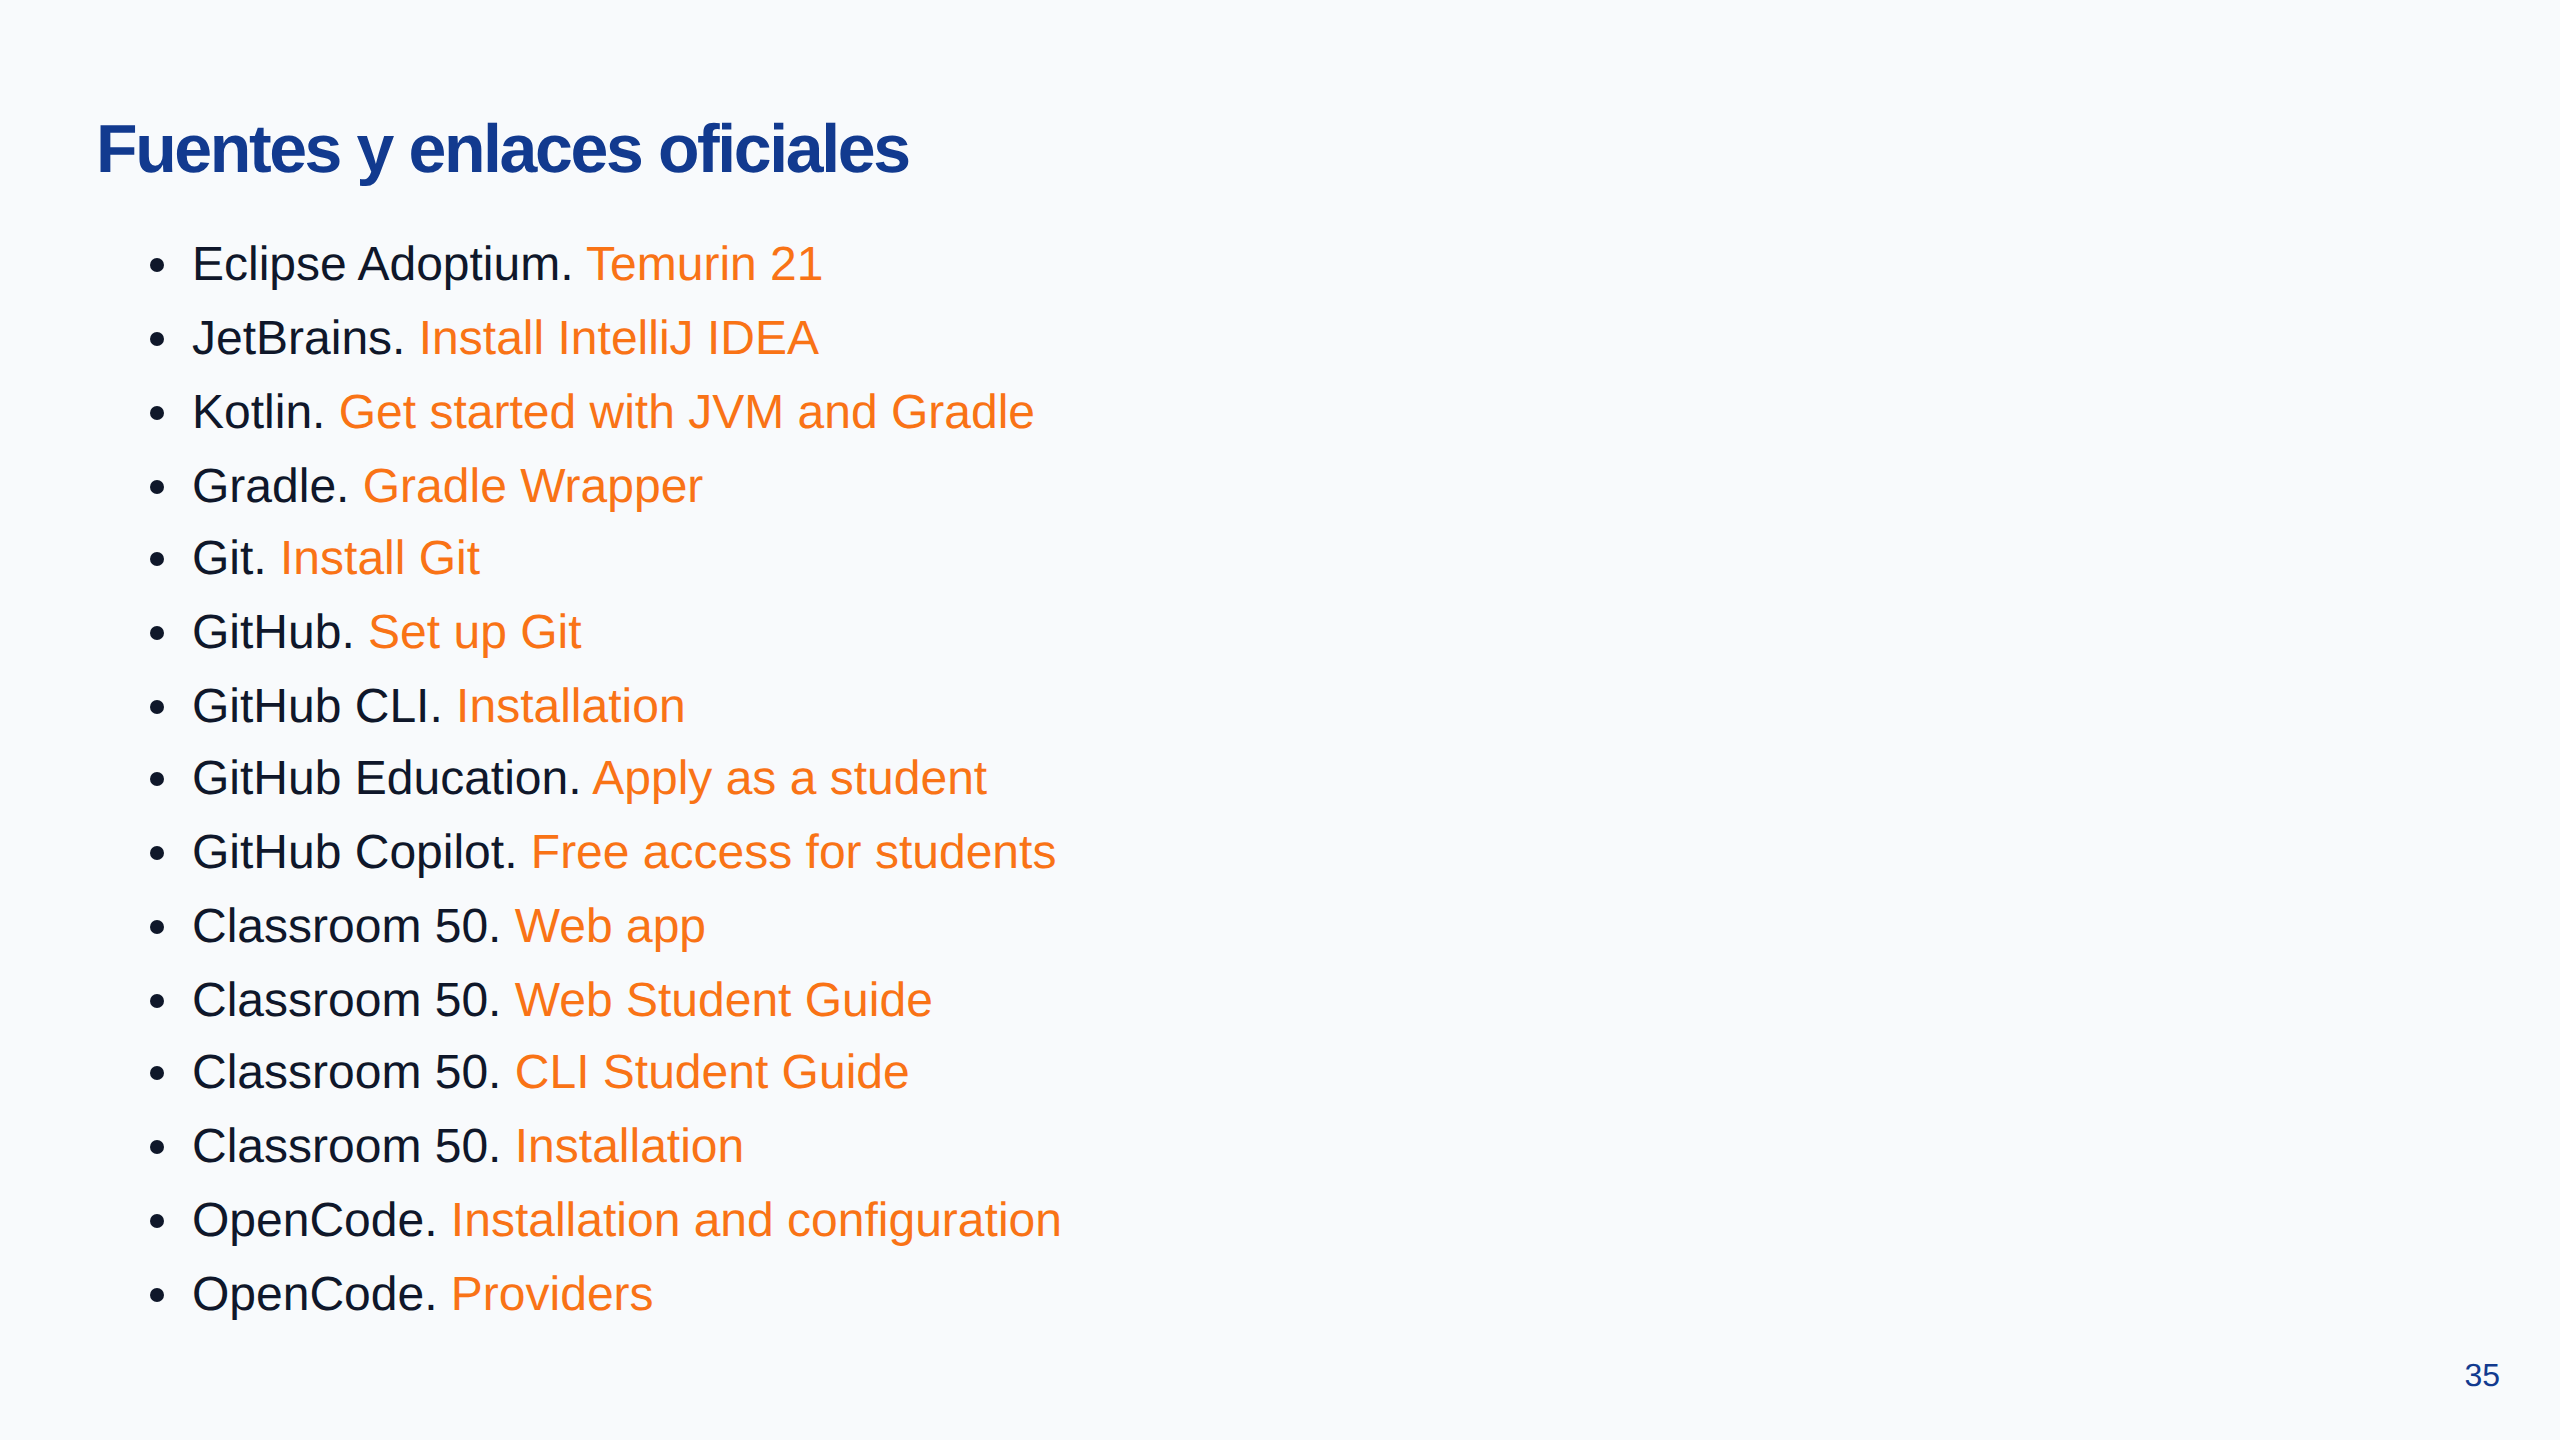 Fuentes y enlaces oficiales
• Eclipse Adoptium. Temurin 21
• JetBrains. Install IntelliJ IDEA
• Kotlin. Get started with JVM and Gradle
• Gradle. Gradle Wrapper
• Git. Install Git
• GitHub. Set up Git
• GitHub CLI. Installation
• GitHub Education. Apply as a student
• GitHub Copilot. Free access for students
• Classroom 50. Web app
• Classroom 50. Web Student Guide
• Classroom 50. CLI Student Guide
• Classroom 50. Installation
• OpenCode. Installation and configuration
• OpenCode. Providers
35